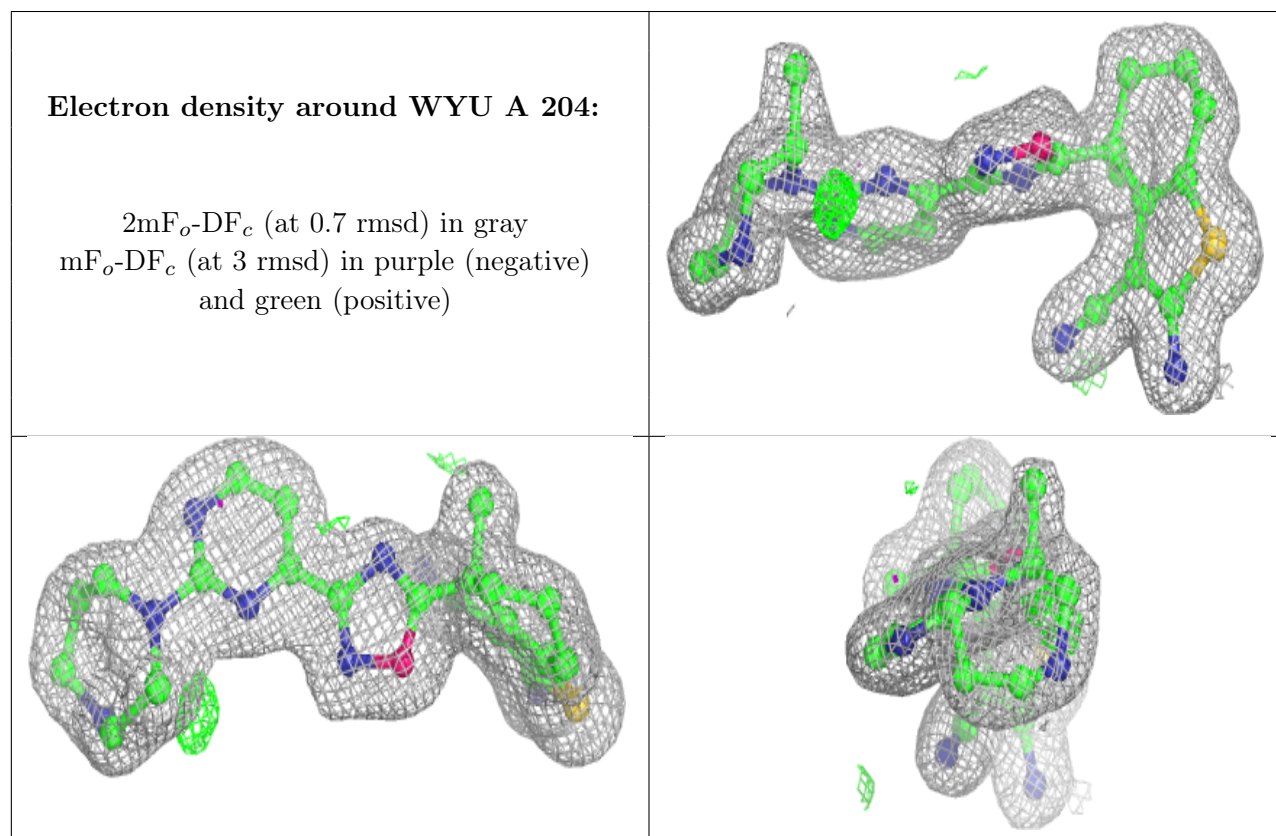 Electron density around WYU A 204:
2mFo-DFc (at 0.7 rmsd) in gray
mFo-DFc (at 3 rmsd) in purple (negative)
and green (positive)